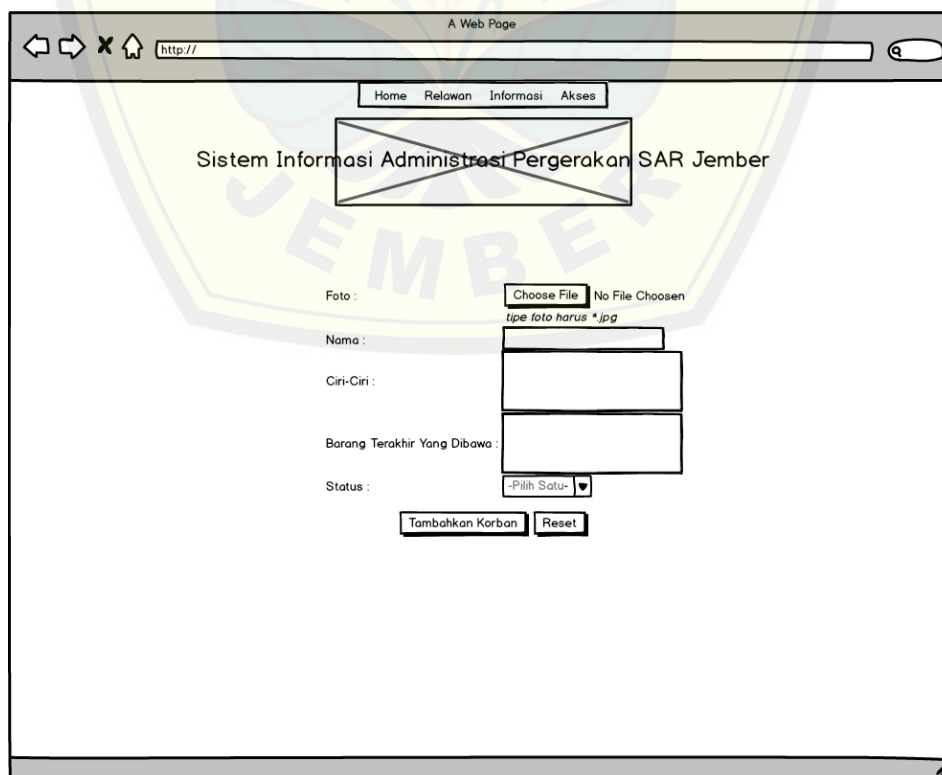 A Web Page
http://
Home Relawan Informasi Akses
Sistem Informasi Administrasi Pergerakan SAR Jember
JEMBER
Foto : Choose File No File Choosen
tipe foto harus *.jpg
Nama :
Ciri-Ciri :
Barang Terakhir Yang Dibawa :
Status : -Pilih Satu-
Tambahkan Korban Reset